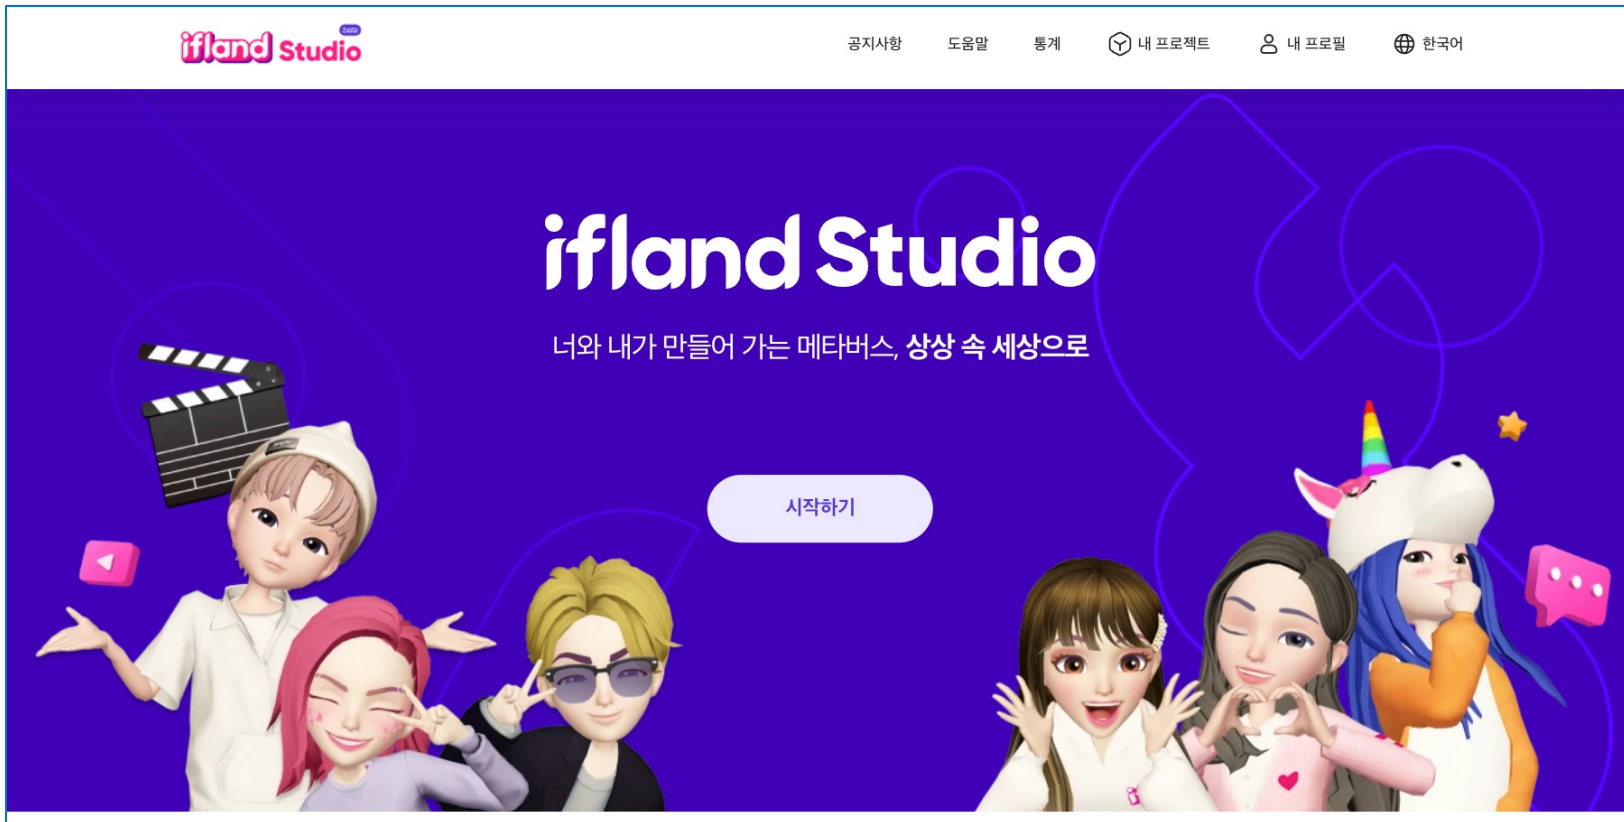 ifland Studio beta
공지사항 도움말 통계 내 프로젝트 내 프로필 한국어
ifland Studio
너와 내가 만들어 가는 메타버스, 상상 속 세상으로
시작하기